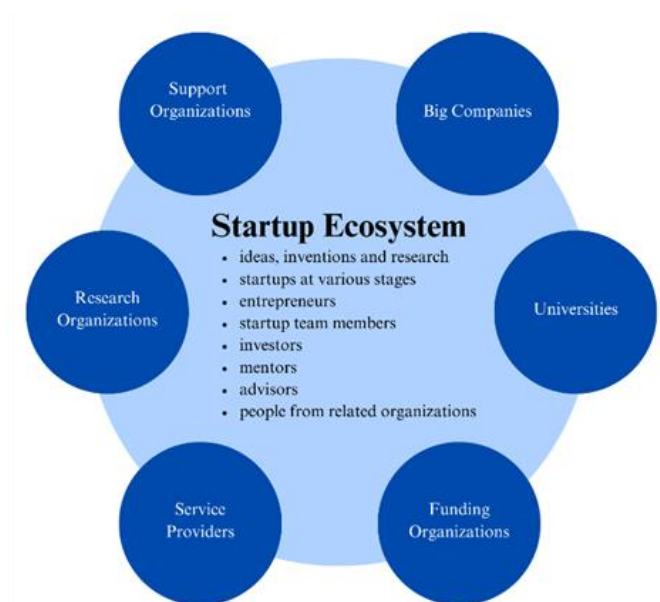 Support
Organizations
Big Companies
Startup Ecosystem
• ideas, inventions and research
• startups at various stages
• entrepreneurs
• startup team members
• investors
• mentors
• advisors
• people from related organizations
Research
Organizations
Universities
Service
Providers
Funding
Organizations